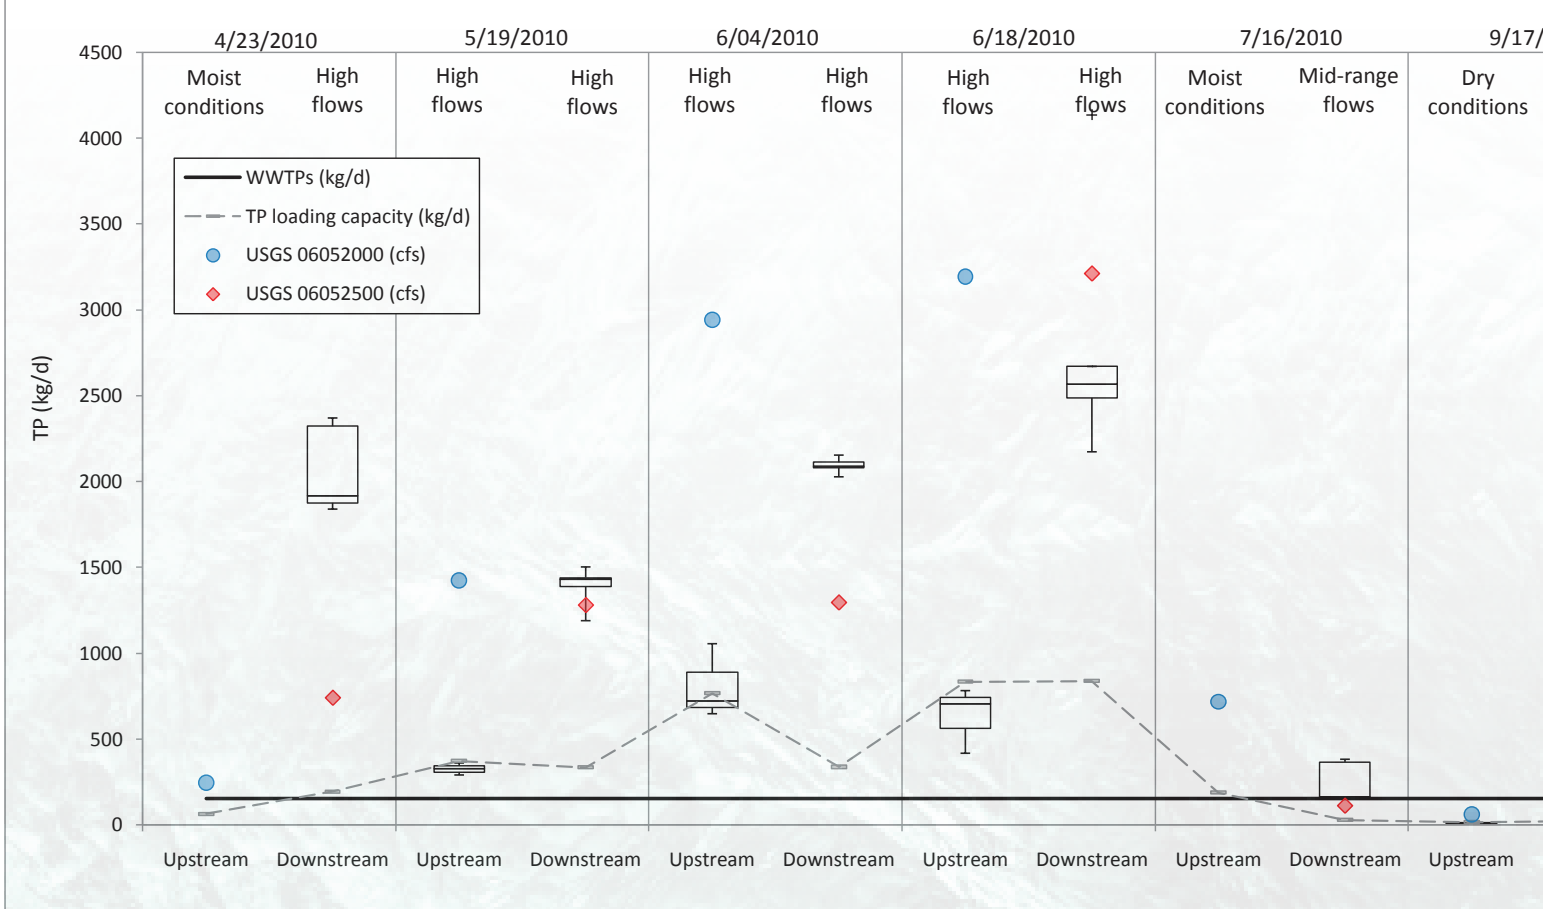 4/23/2010 5/19/2010 6/04/2010 6/18/2010 7/16/2010 9/17/
Moist conditions
High flows
High flows
High flows
High flows
High flows
High flows
High flows
Moist conditions
Mid-range flows
Dry conditions
4500
4000
3500
3000
2500
2000
1500
1000
500
0
TP (kg/d)
WWTPs (kg/d)
TP loading capacity (kg/d)
USGS 06052000 (cfs)
USGS 06052500 (cfs)
Upstream Downstream Upstream Downstream Upstream Downstream Upstream Downstream Upstream Downstream Upstream